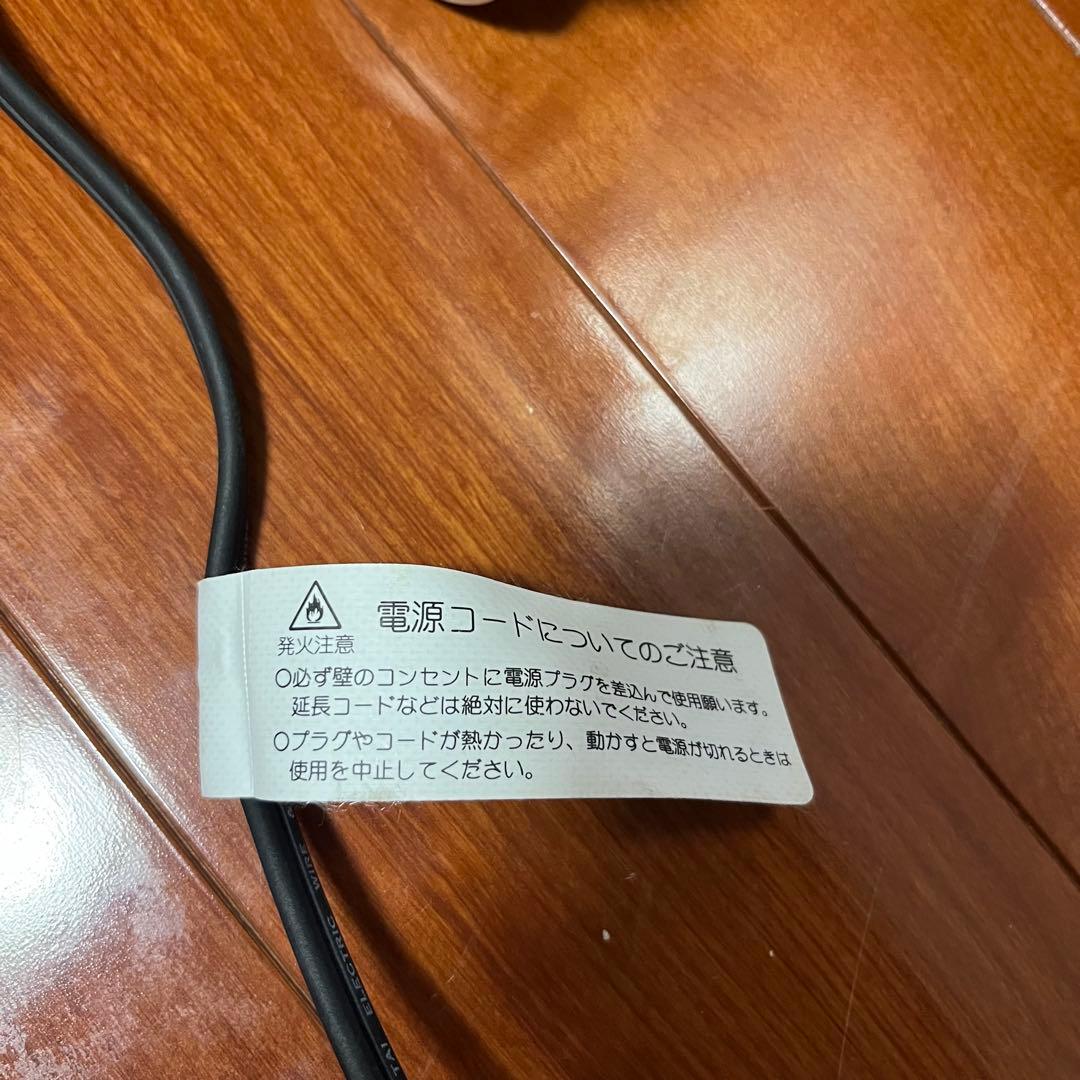 発火注意
電源コードについてのご注意
○必ず壁のコンセントに電源プラグを差込んで使用願います。
延長コードなどは絶対に使わないでください。
○プラグやコードが熱かったり、動かすと電源が切れるときは
使用を中止してください。
TAI ELECTRIC WIRE